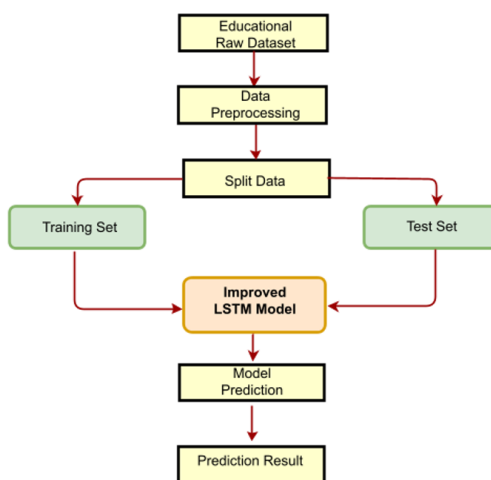 Educational
Raw Dataset
Data
Preprocessing
Split Data
Training Set
Test Set
Improved
LSTM Model
Model
Prediction
Prediction Result